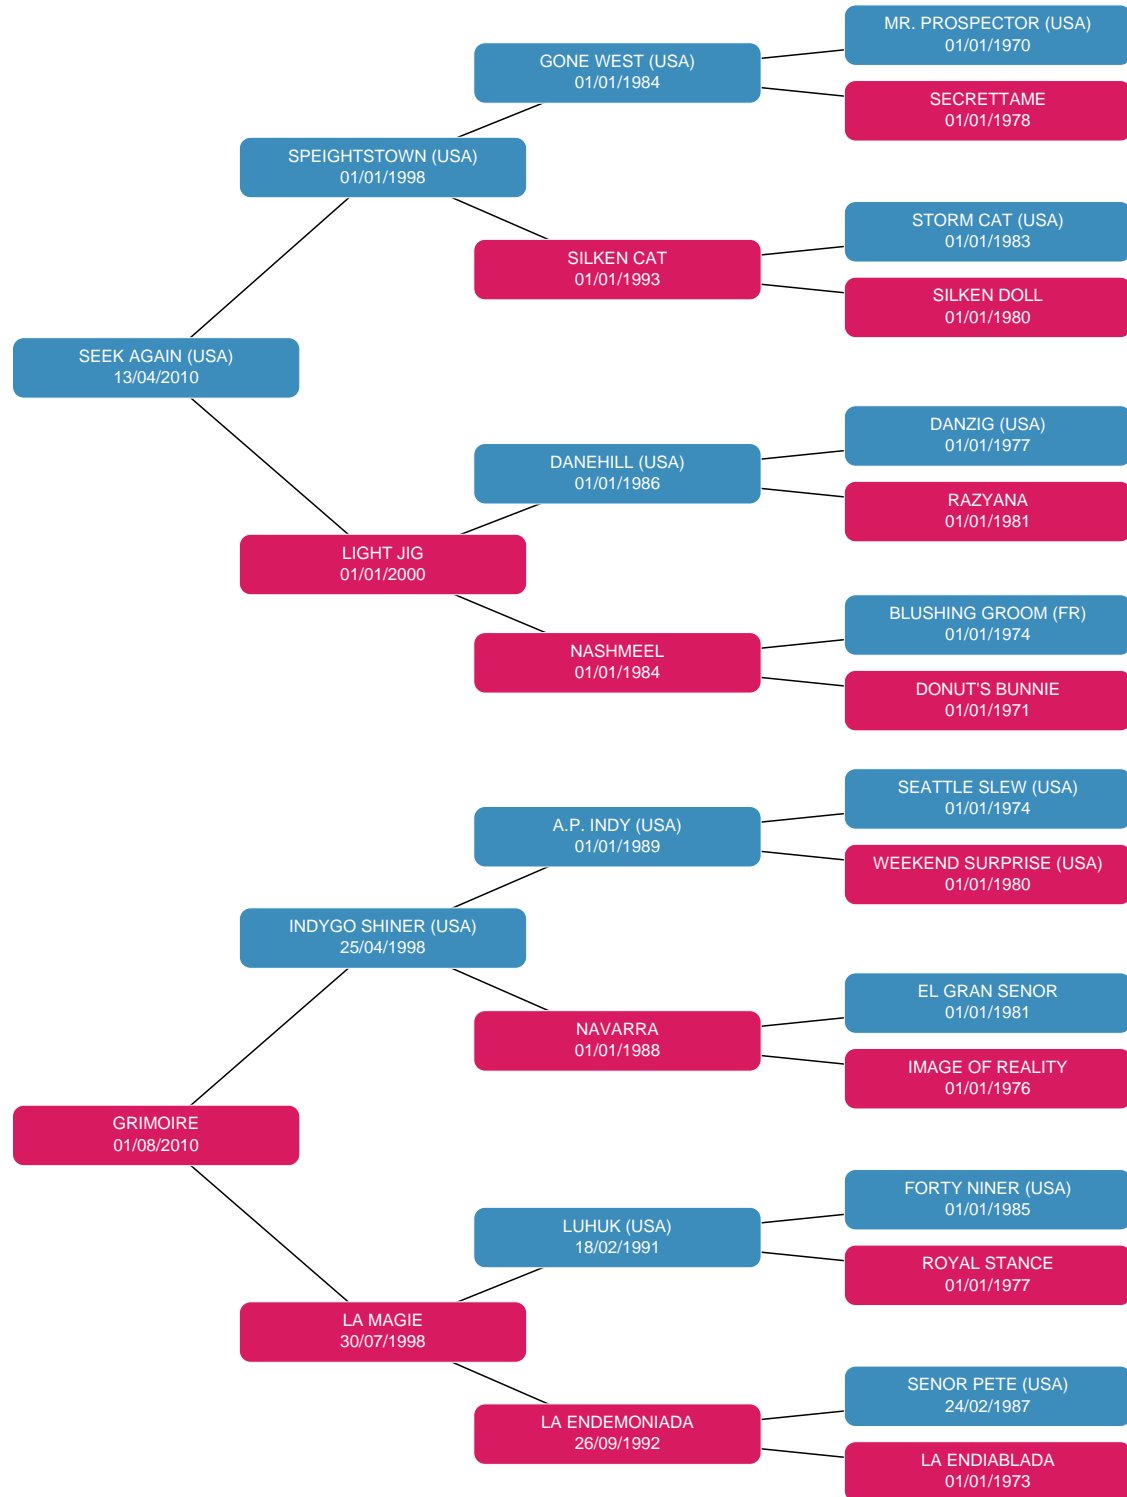 MR. PROSPECTOR (USA)
01/01/1970
GONE WEST (USA)
01/01/1984
SECRETTAME
01/01/1978
SPEIGHTSTOWN (USA)
01/01/1998
STORM CAT (USA)
01/01/1983
SILKEN CAT
01/01/1993
SILKEN DOLL
01/01/1980
SEEK AGAIN (USA)
13/04/2010
DANZIG (USA)
01/01/1977
DANEHILL (USA)
01/01/1986
RAZYANA
01/01/1981
LIGHT JIG
01/01/2000
BLUSHING GROOM (FR)
01/01/1974
NASHMEEL
01/01/1984
DONUT'S BUNNIE
01/01/1971
SEATTLE SLEW (USA)
01/01/1974
A.P. INDY (USA)
01/01/1989
WEEKEND SURPRISE (USA)
01/01/1980
INDYGO SHINER (USA)
25/04/1998
EL GRAN SENOR
01/01/1981
NAVARRA
01/01/1988
IMAGE OF REALITY
01/01/1976
GRIMOIRE
01/08/2010
FORTY NINER (USA)
01/01/1985
LUHUK (USA)
18/02/1991
ROYAL STANCE
01/01/1977
LA MAGIE
30/07/1998
SENOR PETE (USA)
24/02/1987
LA ENDEMONIADA
26/09/1992
LA ENDIABLADA
01/01/1973